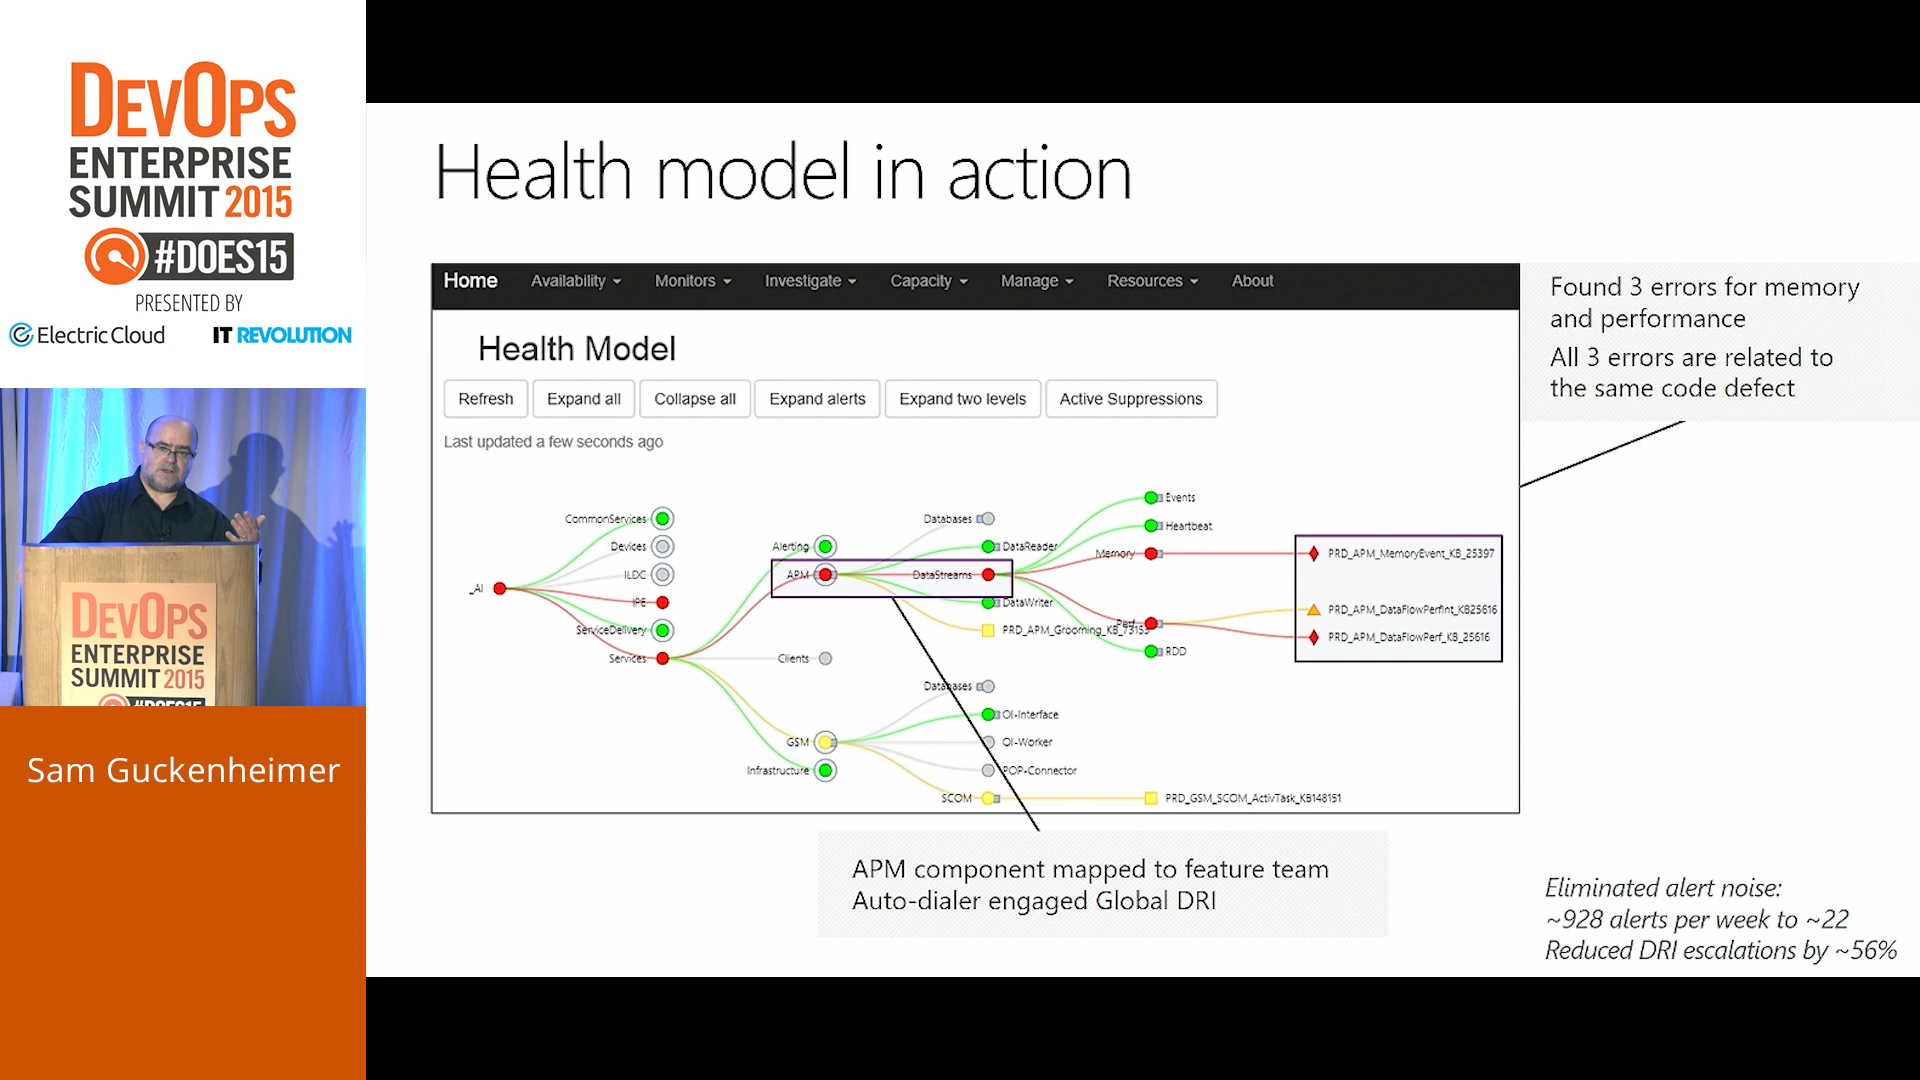 DEVOPS
ENTERPRISE
SUMMIT 2015
#DOES15
PRESENTED BY
Electric Cloud
IT REVOLUTION
DEVOPS
ENTERPRISE
SUMMIT 2015
#DOES15
Sam Guckenheimer
Health model in action
Home Availability Monitors Investigate Capacity Manage Resources About
Health Model
Refresh Expand all Collapse all Expand alerts Expand two levels Active Suppressions
Last updated a few seconds ago
_AI
CommonServices
Devices
ILDC
IPE
ServiceDelivery
Services
Alerting
APM
Clients
GSM
Infrastructure
Databases
DataReader
DataStreams
DataWriter
PRD_APM_Grooming_KB_73153
Databases
OI-Interface
OI-Worker
POP-Connector
SCOM
Events
Heartbeat
Memory
Perf
RDD
PRD_GSM_SCOM_ActivTask_KB148151
PRD_APM_MemoryEvent_KB_25397
PRD_APM_DataFlowPerfInt_KB25616
PRD_APM_DataFlowPerf_KB_25616
Found 3 errors for memory
and performance
All 3 errors are related to
the same code defect
APM component mapped to feature team
Auto-dialer engaged Global DRI
Eliminated alert noise:
~928 alerts per week to ~22
Reduced DRI escalations by ~56%